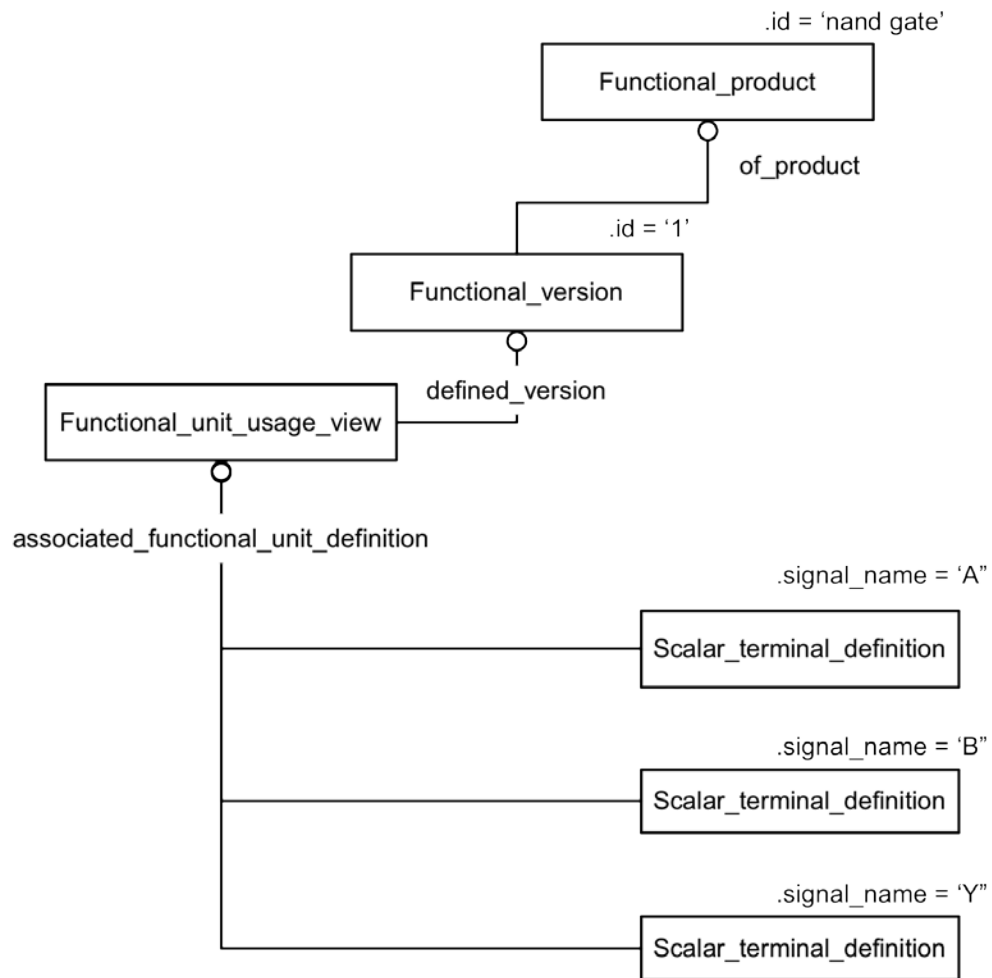 .id = ‘nand gate’
Functional_product
of_product
.id = ‘1’
Functional_version
defined_version
Functional_unit_usage_view
associated_functional_unit_definition
.signal_name = ‘A”
Scalar_terminal_definition
.signal_name = ‘B”
Scalar_terminal_definition
.signal_name = ‘Y”
Scalar_terminal_definition